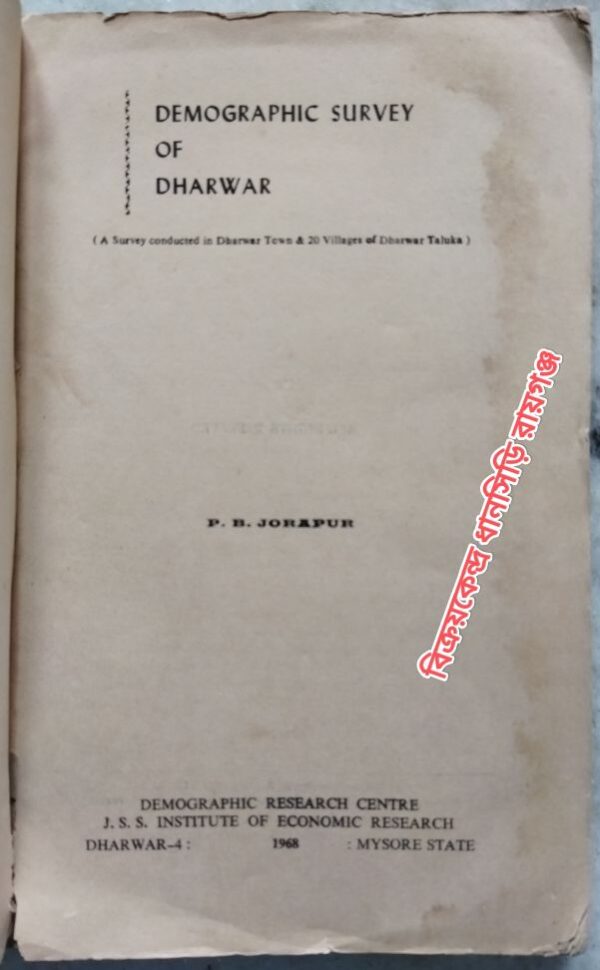 DEMOGRAPHIC SURVEY
OF
DHARWAR
( A Survey conducted in Dharwar Town & 20 Villages of Dharwar Taluka )
P. B. JORAPUR
বিক্রয়কেন্দ্র ধানসিড়ি রায়গঞ্জ
DEMOGRAPHIC RESEARCH CENTRE
J. S. S. INSTITUTE OF ECONOMIC RESEARCH
DHARWAR-4 : 1968 : MYSORE STATE